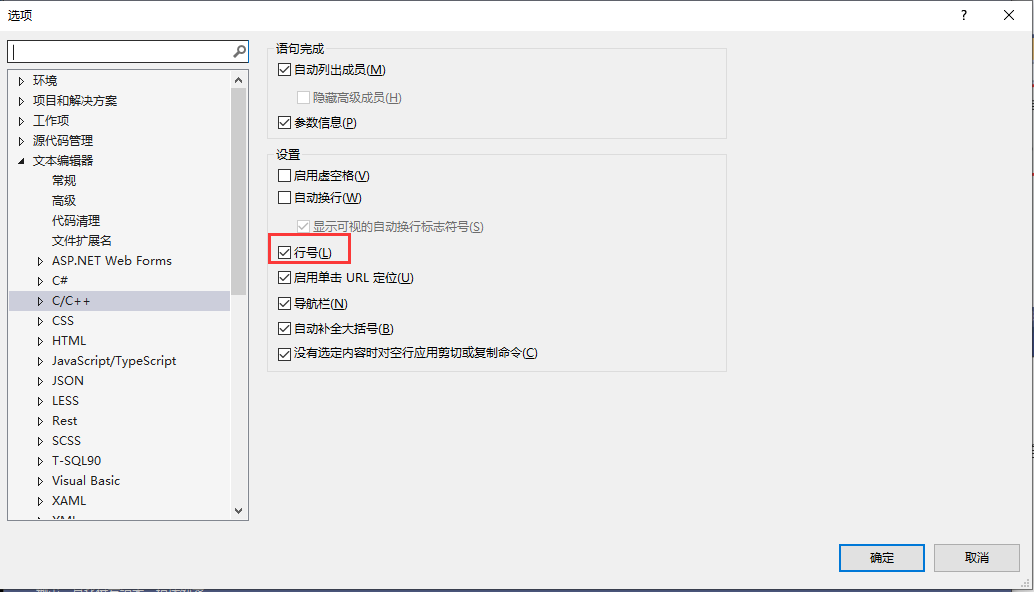 选项
?
环境
项目和解决方案
工作项
源代码管理
文本编辑器
常规
高级
代码清理
文件扩展名
ASP.NET Web Forms
C#
C/C++
CSS
HTML
JavaScript/TypeScript
JSON
LESS
Rest
SCSS
T-SQL90
Visual Basic
XAML
语句完成
自动列出成员(M)
隐藏高级成员(H)
参数信息(P)
设置
启用虚空格(V)
自动换行(W)
显示可视的自动换行标志符号(S)
行号(L)
启用单击 URL 定位(U)
导航栏(N)
自动补全大括号(B)
没有选定内容时对空行应用剪切或复制命令(C)
确定
取消